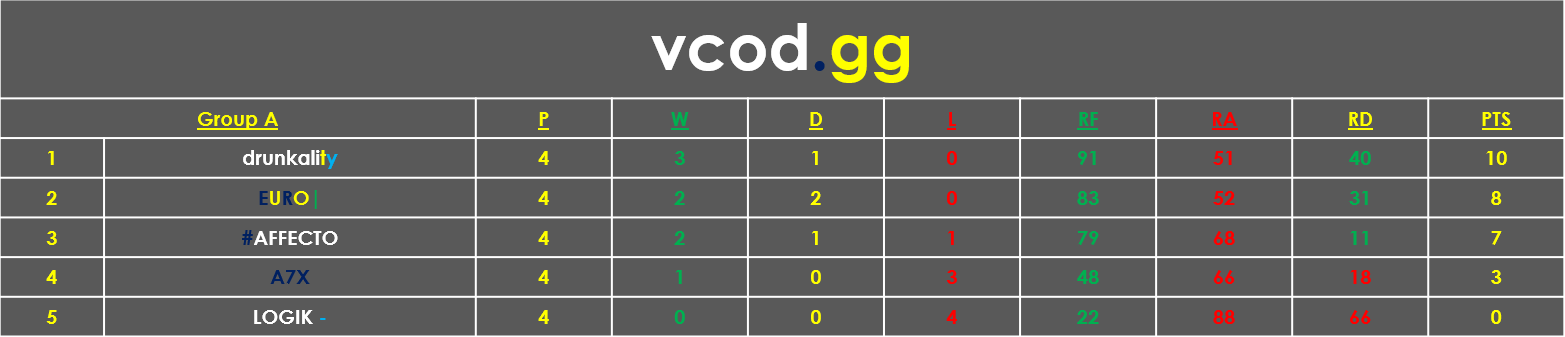 vcod.gg
Group A P W D L RF RA RD PTS
1 drunkality 4 3 1 0 91 51 40 10
2 EURO| 4 2 2 0 83 52 31 8
3 #AFFECTO 4 2 1 1 79 68 11 7
4 A7X 4 1 0 3 48 66 18 3
5 LOGIK - 4 0 0 4 22 88 66 0